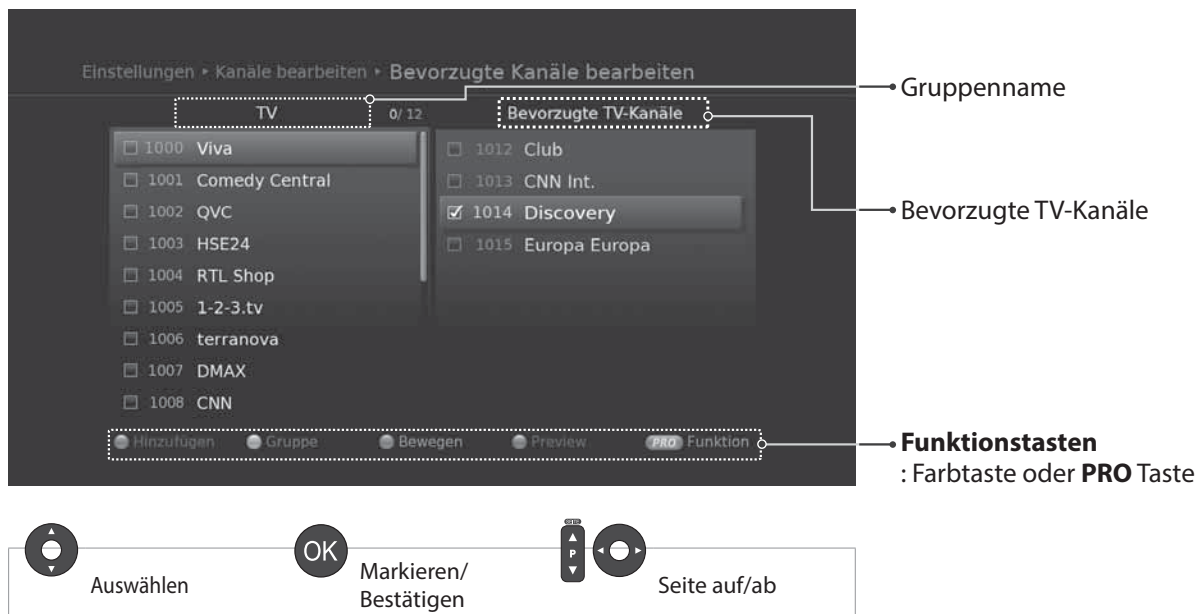 Einstellungen ‣ Kanäle bearbeiten ‣ Bevorzugte Kanäle bearbeiten
Gruppenname
TV 0/ 12 Bevorzugte TV-Kanäle
1000 Viva
1001 Comedy Central
1002 QVC
1003 HSE24
1004 RTL Shop
1005 1-2-3.tv
1006 terranova
1007 DMAX
1008 CNN
1012 Club
1013 CNN Int.
1014 Discovery
1015 Europa Europa
Bevorzugte TV-Kanäle
Hinzufügen Gruppe Bewegen Preview PRO Funktion
Funktionstasten
: Farbtaste oder PRO Taste
Auswählen
OK
Markieren/
Bestätigen
P
Seite auf/ab